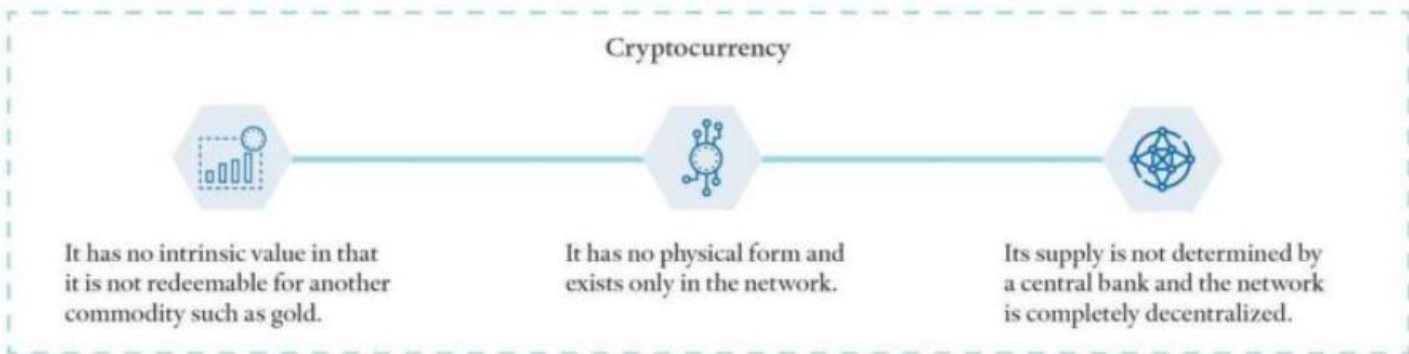 Cryptocurrency
It has no intrinsic value in that
it is not redeemable for another
commodity such as gold.
It has no physical form and
exists only in the network.
Its supply is not determined by
a central bank and the network
is completely decentralized.